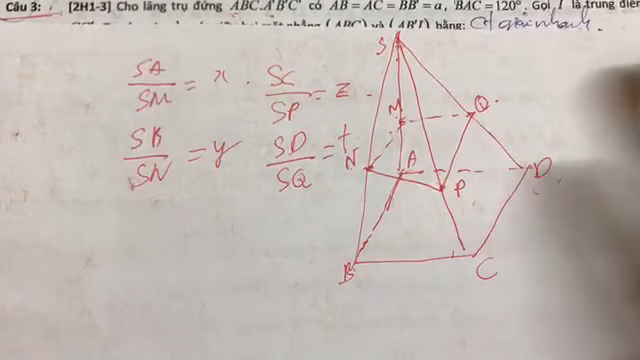 Câu 3: [2H1-3] Cho lăng trụ đứng ABC.A'B'C' có AB = AC = BB' = a, BAC = 120°. Gọi I là trung điểm
(ABC) và (AB'I) bằng:
SA/SM = x . SC/SP = z .
SB/SN = y SD/SQ = t
S
M
Q
N
A
P
D
B
C